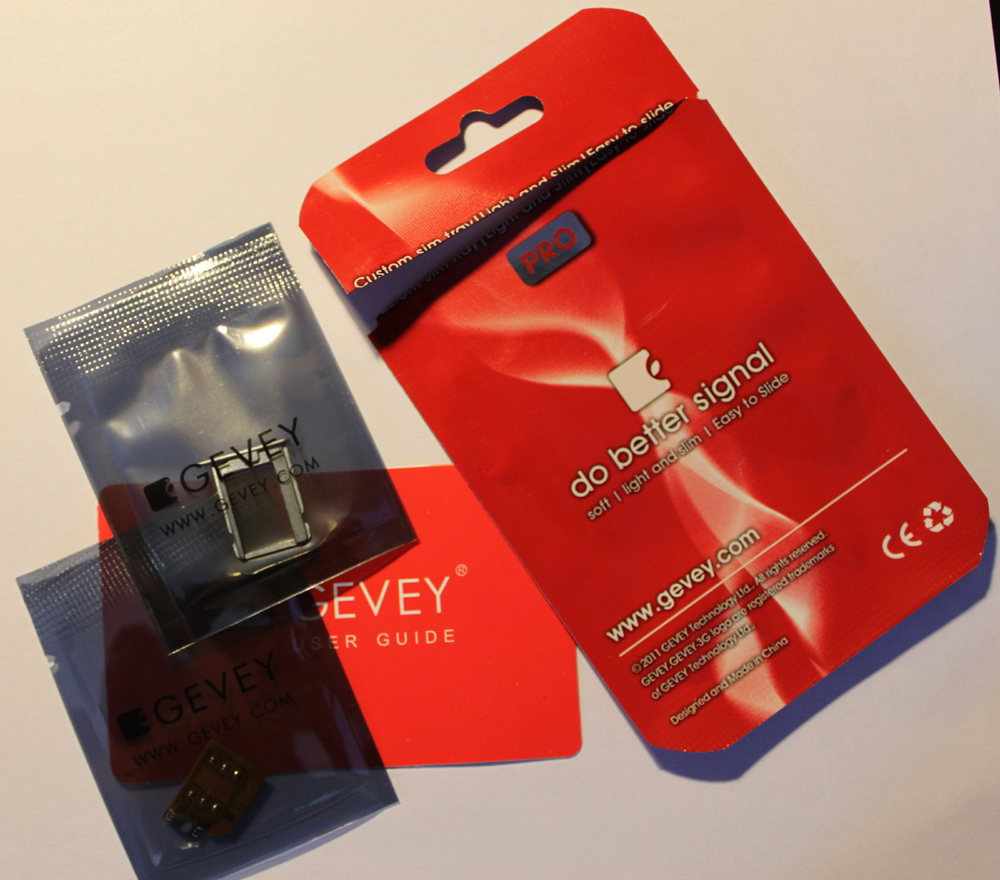 Custom sim tray|Light and Slim|Easy to slide
PRO
do better signal
soft | light and slim | Easy to Slide
www.gevey.com
©2011 GEVEY Technology Ltd. All rights reserved.
GEVEY,GEVEY-3G logo are registered trademarks
of GEVEY Technology Ltd.
Designed and Made in China
CE
GEVEY
WWW.GEVEY.COM
GEVEY®
USER GUIDE
GEVEY
WWW.GEVEY.COM